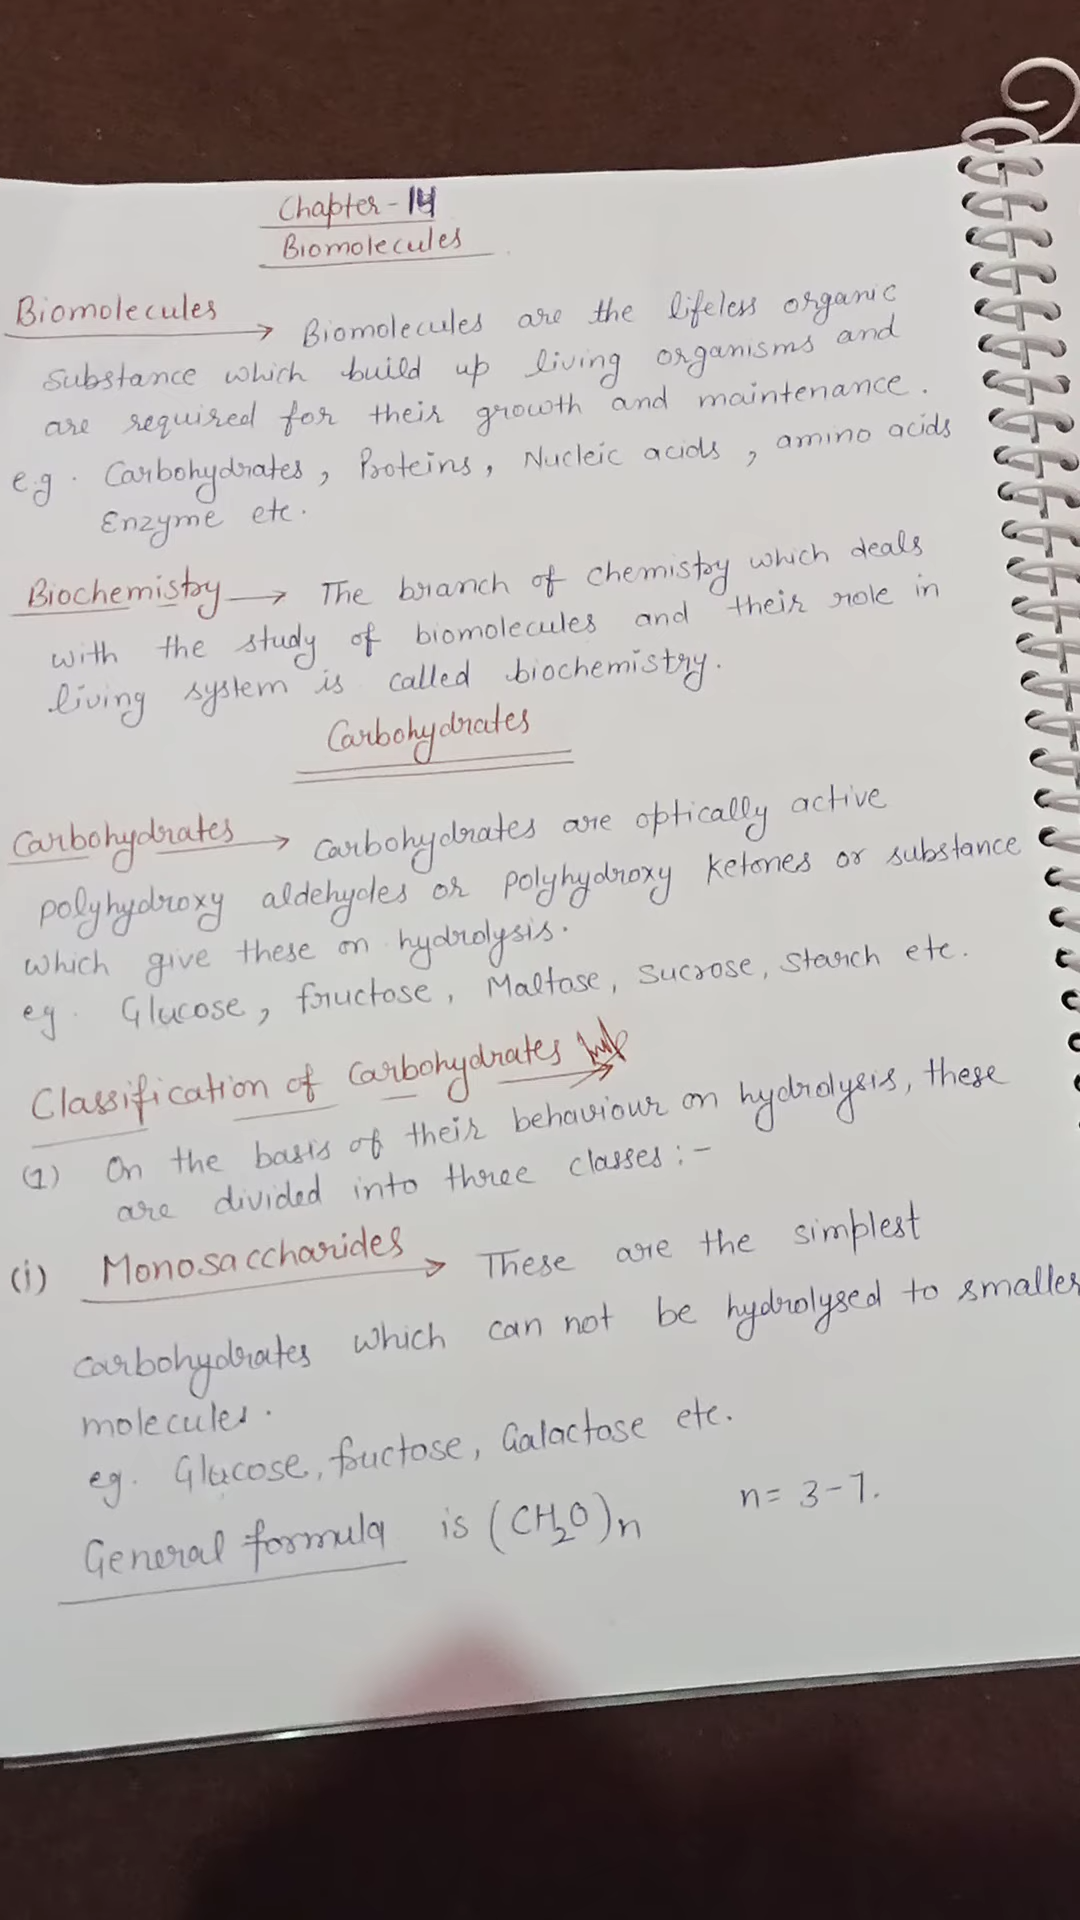 Chapter-14
Biomolecules
Biomolecules → Biomolecules are the lifeless organic
substance which build up living organisms and
are required for their growth and maintenance.
e.g. Carbohydrates, Proteins, Nucleic acids, amino acids
Enzyme etc.
Biochemistry → The branch of chemistry which deals
with the study of biomolecules and their role in
living system is called biochemistry.
Carbohydrates
Carbohydrates → Carbohydrates are optically active
polyhydroxy aldehydes or polyhydroxy ketones or substance
which give these on hydrolysis.
eg. Glucose, fructose, Maltose, Sucrose, Starch etc.
Classification of Carbohydrates Imp
(1) On the basis of their behaviour on hydrolysis, these
are divided into three classes:-
(i) Monosaccharides → These are the simplest
carbohydrates which can not be hydrolysed to smaller
molecules.
eg. Glucose, fructose, Galactose etc.
General formula is (CH₂O)n n= 3-7.